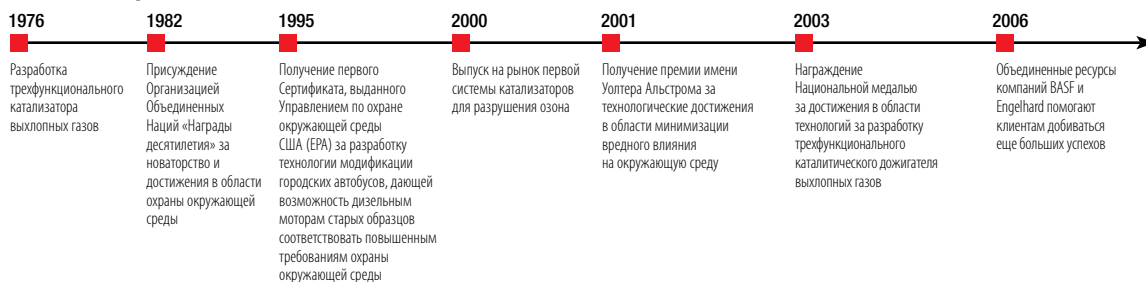 1976
Разработка
трехфункционального
катализатора
выхлопных газов
1982
Присуждение
Организацией
Объединенных
Наций «Награды
десятилетия» за
новаторство и
достижения в области
охраны окружающей
среды
1995
Получение первого
Сертификата, выданного
Управлением по охране
окружающей среды
США (EPA) за разработку
технологии модификации
городских автобусов, дающей
возможность дизельным
моторам старых образцов
соответствовать повышенным
требованиям охраны
окружающей среды
2000
Выпуск на рынок первой
системы катализаторов
для разрушения озона
2001
Получение премии имени
Уолтера Альстрома за
технологические достижения
в области минимизации
вредного влияния
на окружающую среду
2003
Награждение
Национальной медалью
за достижения в области
технологий за разработку
трехфункционального
каталитического дожигателя
выхлопных газов
2006
Объединенные ресурсы
компаний BASF и
Engelhard помогают
клиентам добиваться
еще больших успехов